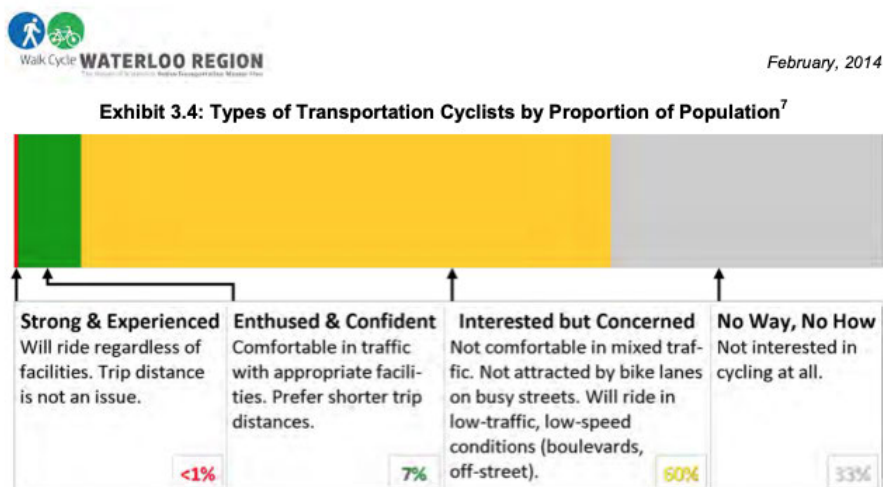 Walk Cycle WATERLOO REGION
February, 2014
Exhibit 3.4: Types of Transportation Cyclists by Proportion of Population7
Strong & Experienced
Will ride regardless of
facilities. Trip distance
is not an issue.
<1%
Enthused & Confident
Comfortable in traffic
with appropriate facili-
ties. Prefer shorter trip
distances.
7%
Interested but Concerned
Not comfortable in mixed traf-
fic. Not attracted by bike lanes
on busy streets. Will ride in
low-traffic, low-speed
conditions (boulevards,
off-street).
60%
No Way, No How
Not interested in
cycling at all.
33%